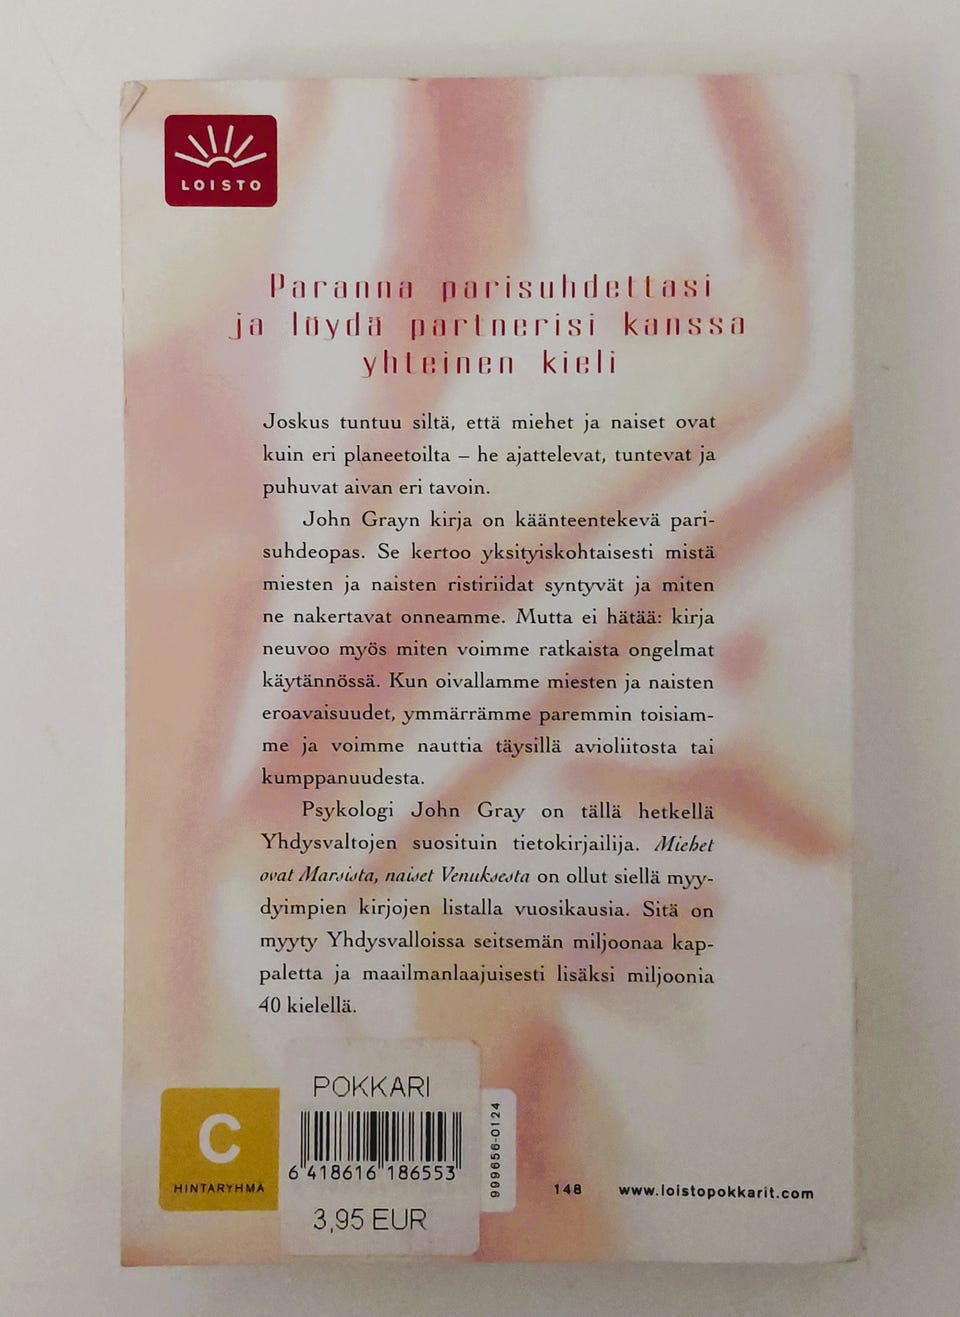 LOISTO
Paranna parisuhdettasi
ja löydä partnerisi kanssa
yhteinen kieli
Joskus tuntuu siltä, että miehet ja naiset ovat
kuin eri planeetoilta – he ajattelevat, tuntevat ja
puhuvat aivan eri tavoin.
John Grayn kirja on käänteentekevä pari-
suhdeopas. Se kertoo yksityiskohtaisesti mistä
miesten ja naisten ristiriidat syntyvät ja miten
ne nakertavat onneamme. Mutta ei hätää: kirja
neuvoo myös miten voimme ratkaista ongelmat
käytännössä. Kun oivallamme miesten ja naisten
eroavaisuudet, ymmärrämme paremmin toisiam-
me ja voimme nauttia täysillä avioliitosta tai
kumppanuudesta.
Psykologi John Gray on tällä hetkellä
Yhdysvaltojen suosituin tietokirjailija. Miehet
ovat Marsista, naiset Venuksesta on ollut siellä myy-
dyimpien kirjojen listalla vuosikausia. Sitä on
myyty Yhdysvalloissa seitsemän miljoonaa kap-
paletta ja maailmanlaajuisesti lisäksi miljoonia
40 kielellä.
C
HINTARYHMÄ
POKKARI
6 418616 186553
3,95 EUR
999656-0124
148 www.loistopokkarit.com